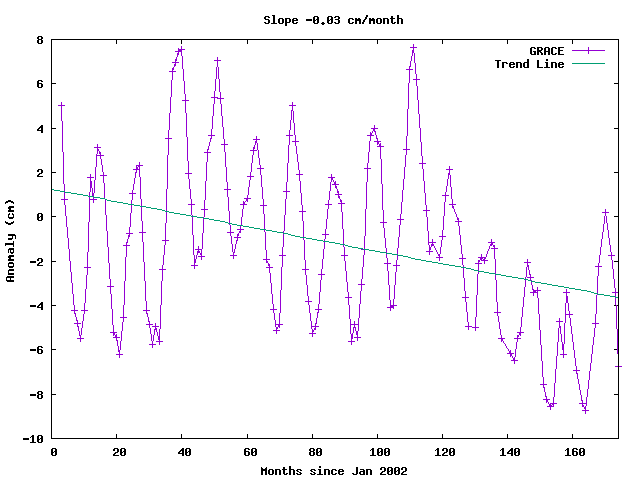 Slope -0.03 cm/month
GRACE
Trend Line
Anomaly (cm)
8
6
4
2
0
-2
-4
-6
-8
-10
0 20 40 60 80 100 120 140 160
Months since Jan 2002